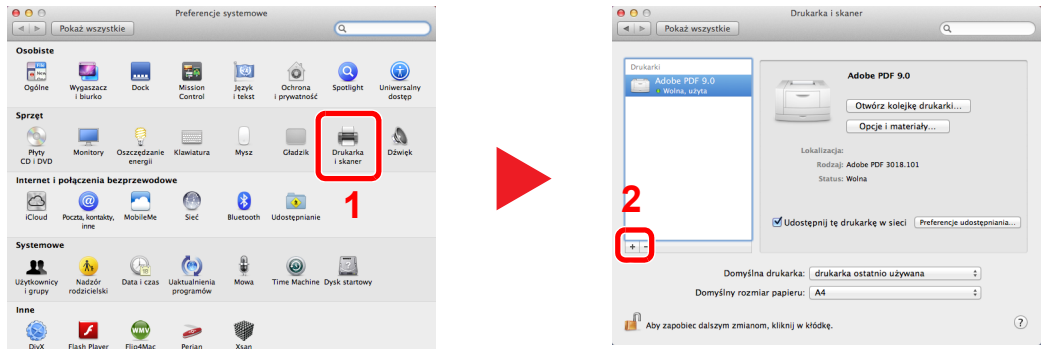 Preferencje systemowe
Pokaż wszystkie
Osobiste
Ogólne
Wygaszacz i biurko
Dock
Mission Control
Język i tekst
Ochrona i prywatność
Spotlight
Uniwersalny dostęp
Sprzęt
Płyty CD i DVD
Monitory
Oszczędzanie energii
Klawiatura
Mysz
Gładzik
Drukarka i skaner
Dźwięk
1
Internet i połączenia bezprzewodowe
iCloud
Poczta, kontakty, inne
MobileMe
Sieć
Bluetooth
Udostępnianie
Systemowe
Użytkownicy i grupy
Nadzór rodzicielski
Data i czas
Uaktualnienia programów
Mowa
Time Machine
Dysk startowy
Inne
DivX
Flash Player
Flip4Mac
Perian
Xsan
Drukarka i skaner
Pokaż wszystkie
Drukarki
Adobe PDF 9.0
Wolna, użyta
2
+ −
Adobe PDF 9.0
Otwórz kolejkę drukarki...
Opcje i materiały...
Lokalizacja:
Rodzaj: Adobe PDF 3018.101
Status: Wolna
Udostępnij tę drukarkę w sieci
Preferencje udostępniania...
Domyślna drukarka: drukarka ostatnio używana
Domyślny rozmiar papieru: A4
Aby zapobiec dalszym zmianom, kliknij w kłódkę.
?